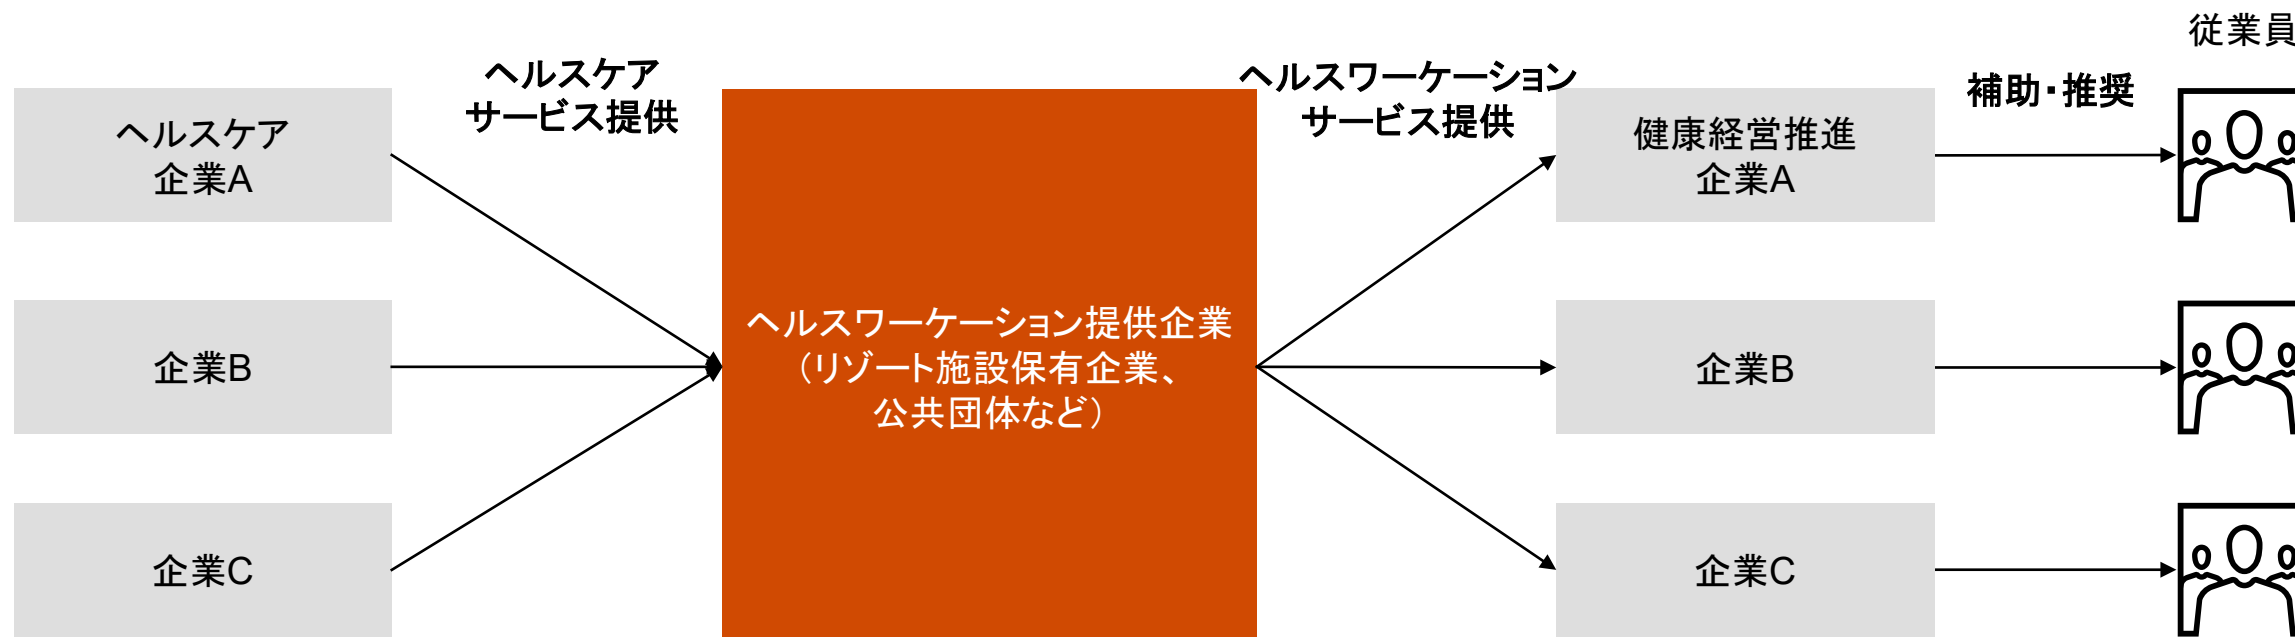 従業員
ヘルスケア
サービス提供
ヘルスワーケーション
サービス提供
補助・推奨
ヘルスケア
企業A
企業B
企業C
ヘルスワーケーション提供企業
（リゾート施設保有企業、
公共団体など）
健康経営推進
企業A
企業B
企業C